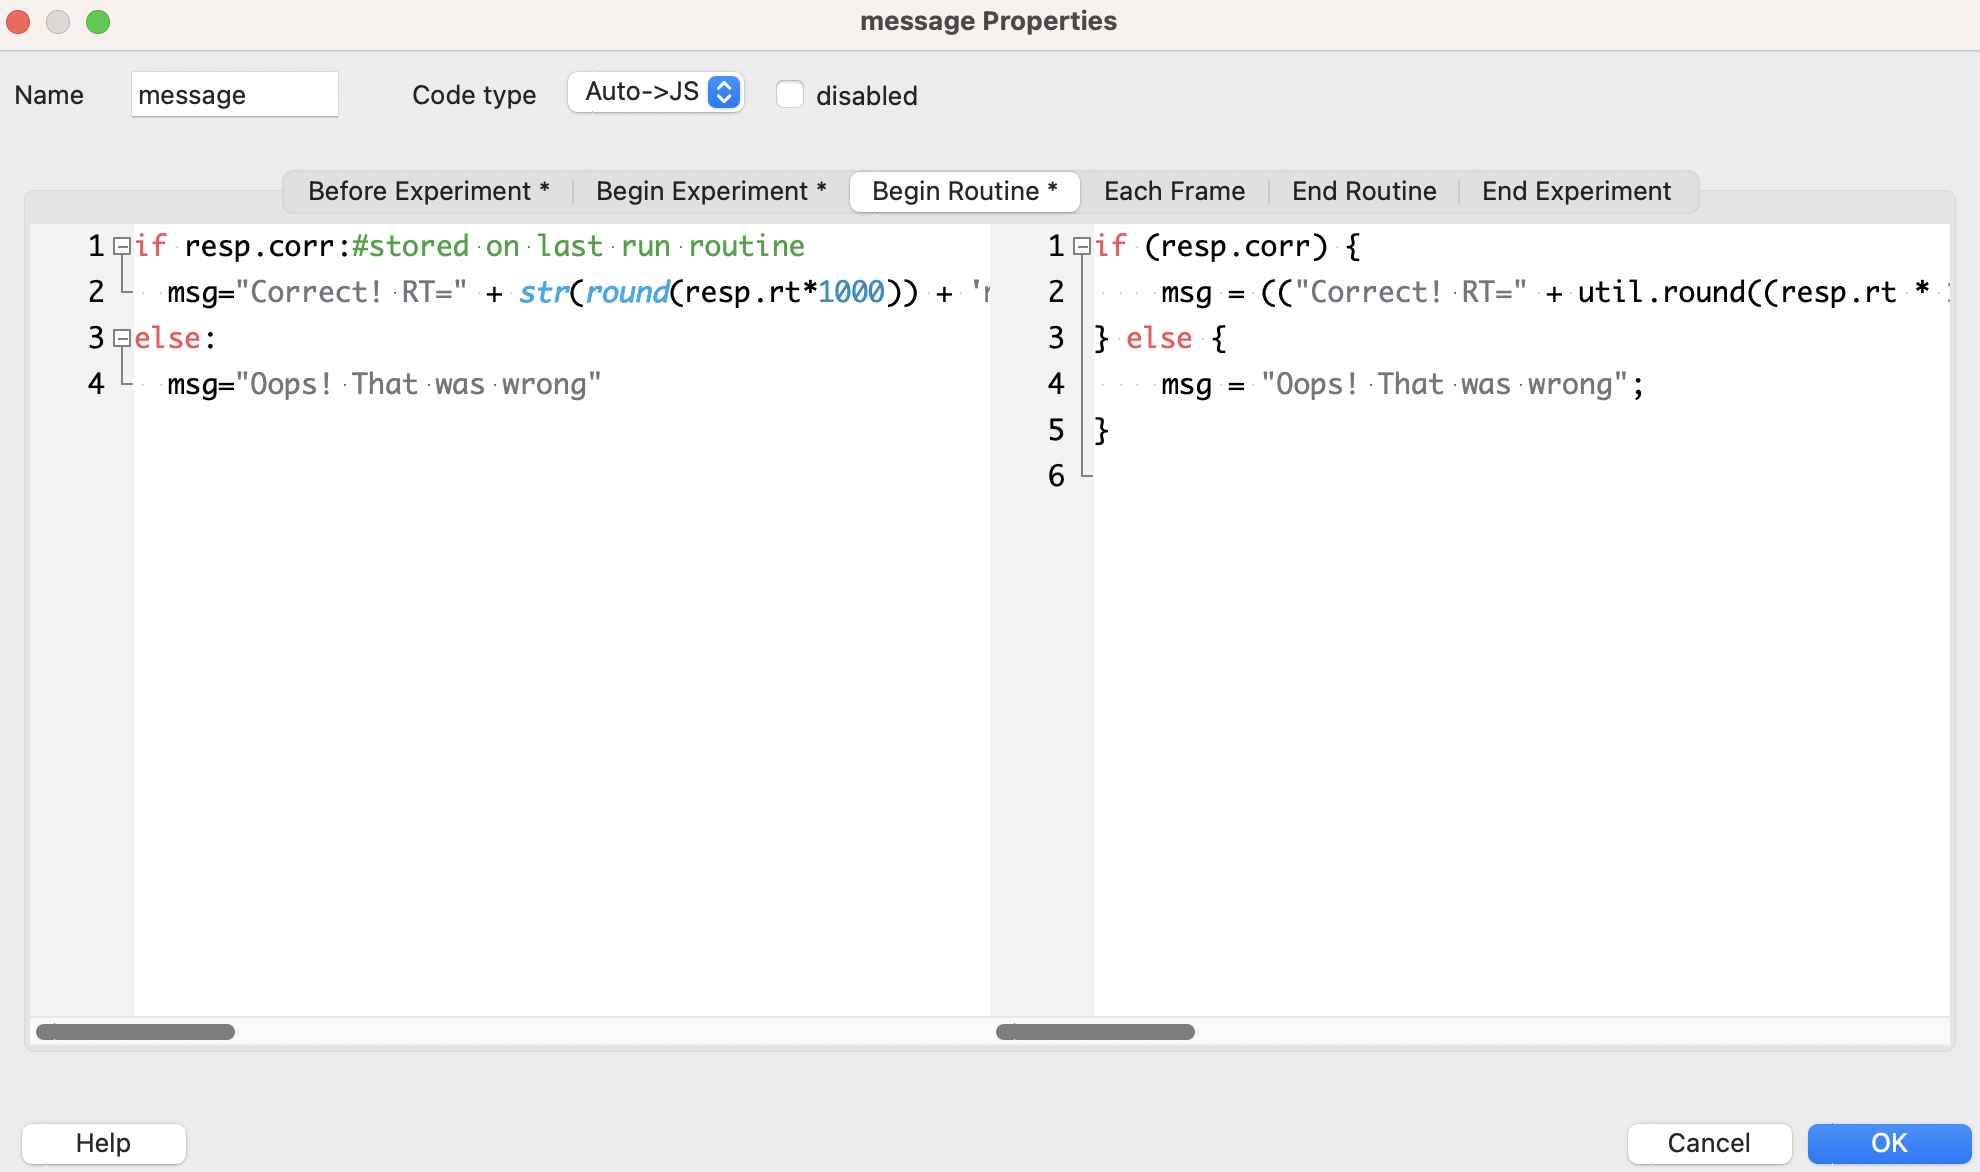 message Properties
Name message Code type Auto->JS disabled
Before Experiment * Begin Experiment * Begin Routine * Each Frame End Routine End Experiment
1 if resp.corr:#stored on last run routine
2 msg="Correct! RT=" + str(round(resp.rt*1000)) + '
3 else:
4 msg="Oops! That was wrong"
1 if (resp.corr) {
2 msg = (("Correct! RT=" + util.round((resp.rt *
3 } else {
4 msg = "Oops! That was wrong";
5 }
6
Help Cancel OK